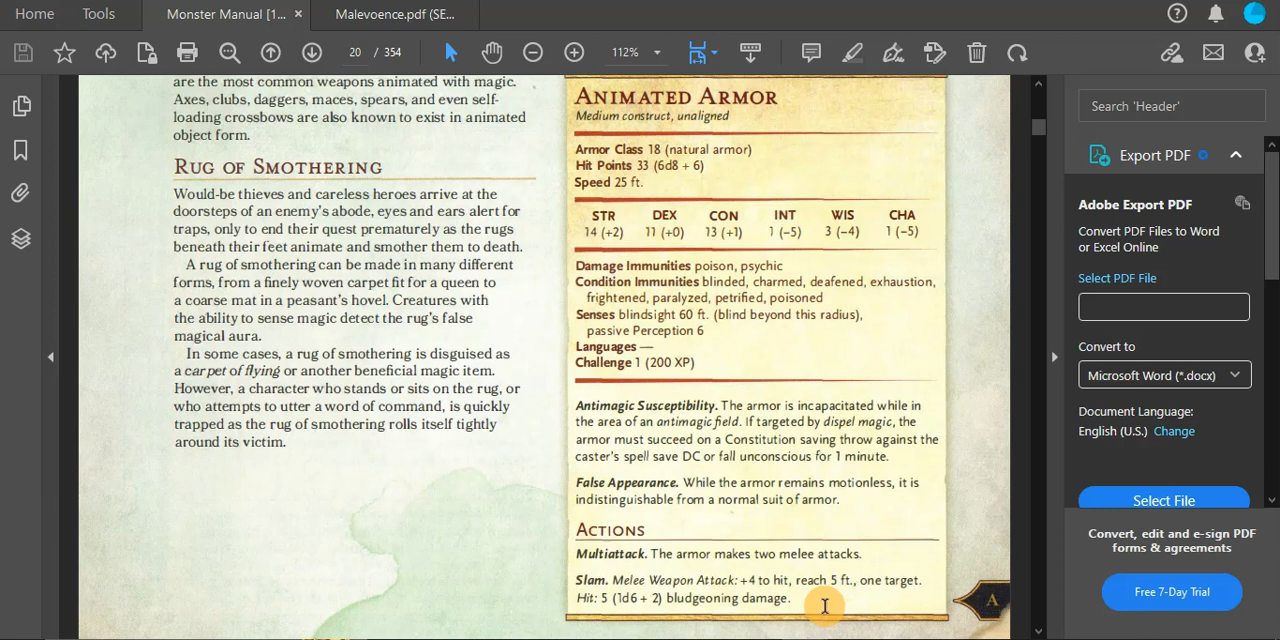 Home
Tools
Monster Manual [1... ×
Malevoence.pdf (SE...
20 / 354
112%
are the most common weapons animated with magic.
Axes, clubs, daggers, maces, spears, and even self-
loading crossbows are also known to exist in animated
object form.
RUG OF SMOTHERING
Would-be thieves and careless heroes arrive at the
doorsteps of an enemy's abode, eyes and ears alert for
traps, only to end their quest prematurely as the rugs
beneath their feet animate and smother them to death.
A rug of smothering can be made in many different
forms, from a finely woven carpet fit for a queen to
a coarse mat in a peasant's hovel. Creatures with
the ability to sense magic detect the rug's false
magical aura.
In some cases, a rug of smothering is disguised as
a carpet of flying or another beneficial magic item.
However, a character who stands or sits on the rug, or
who attempts to utter a word of command, is quickly
trapped as the rug of smothering rolls itself tightly
around its victim.
ANIMATED ARMOR
Medium construct, unaligned
Armor Class 18 (natural armor)
Hit Points 33 (6d8 + 6)
Speed 25 ft.
STR DEX CON INT WIS CHA
14 (+2) 11 (+0) 13 (+1) 1 (−5) 3 (−4) 1 (−5)
Damage Immunities poison, psychic
Condition Immunities blinded, charmed, deafened, exhaustion,
frightened, paralyzed, petrified, poisoned
Senses blindsight 60 ft. (blind beyond this radius),
passive Perception 6
Languages —
Challenge 1 (200 XP)
Antimagic Susceptibility. The armor is incapacitated while in
the area of an antimagic field. If targeted by dispel magic, the
armor must succeed on a Constitution saving throw against the
caster's spell save DC or fall unconscious for 1 minute.
False Appearance. While the armor remains motionless, it is
indistinguishable from a normal suit of armor.
ACTIONS
Multiattack. The armor makes two melee attacks.
Slam. Melee Weapon Attack: +4 to hit, reach 5 ft., one target.
Hit: 5 (1d6 + 2) bludgeoning damage.
A
Search 'Header'
Export PDF
Adobe Export PDF
Convert PDF Files to Word
or Excel Online
Select PDF File
Convert to
Microsoft Word (*.docx)
Document Language:
English (U.S.) Change
Select File
Convert, edit and e-sign PDF
forms & agreements
Free 7-Day Trial